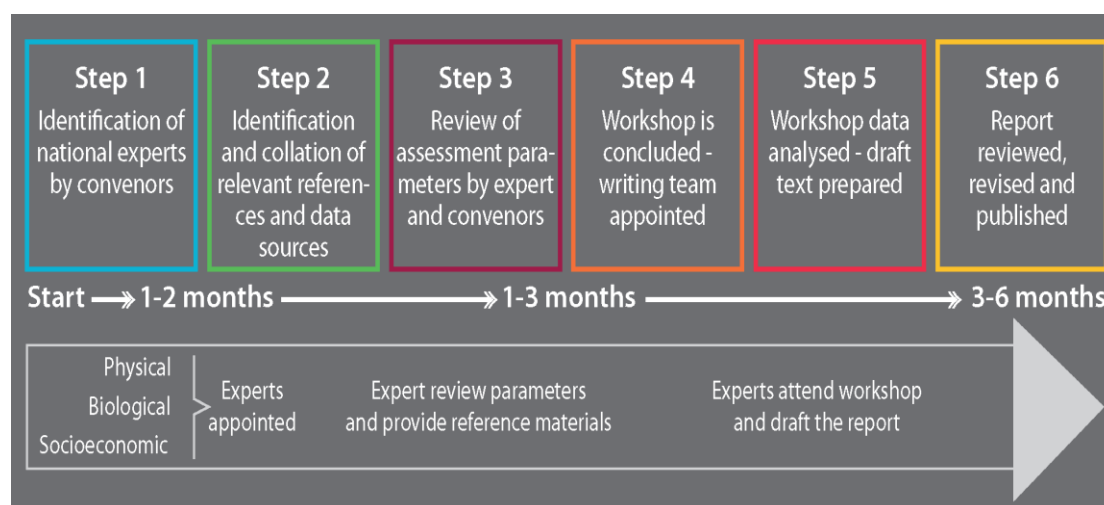 Step 1
Identification of
national experts
by convenors
Step 2
Identification
and collation of
relevant referen-
ces and data
sources
Step 3
Review of
assessment para-
meters by expert
and convenors
Step 4
Workshop is
concluded -
writing team
appointed
Step 5
Workshop data
analysed - draft
text prepared
Step 6
Report
reviewed,
revised and
published
Start 1-2 months 1-3 months 3-6 months
Physical
Biological
Socioeconomic
Experts
appointed
Expert review parameters
and provide reference materials
Experts attend workshop
and draft the report